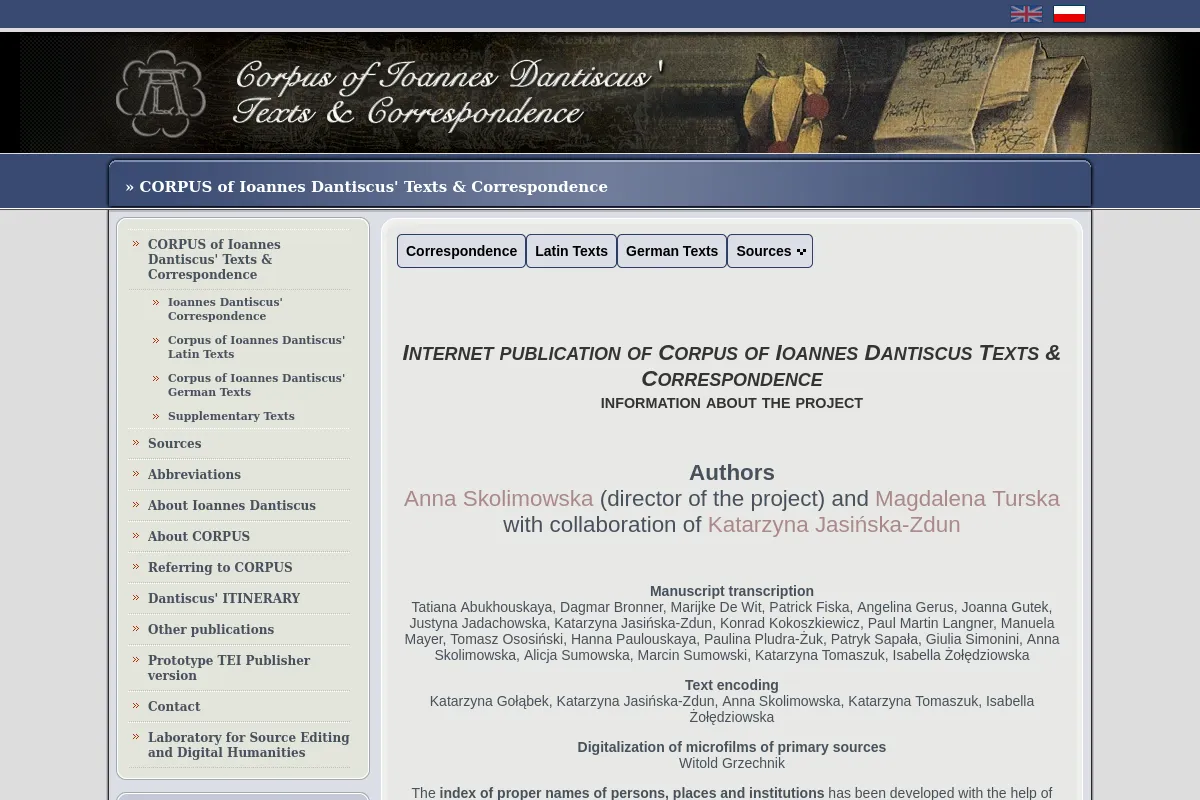 Corpus of Ioannes Dantiscus'
Texts & Correspondence
» CORPUS of Ioannes Dantiscus' Texts & Correspondence
CORPUS of Ioannes
Dantiscus' Texts &
Correspondence
Ioannes Dantiscus'
Correspondence
Corpus of Ioannes Dantiscus'
Latin Texts
Corpus of Ioannes Dantiscus'
German Texts
Supplementary Texts
Sources
Abbreviations
About Ioannes Dantiscus
About CORPUS
Referring to CORPUS
Dantiscus' ITINERARY
Other publications
Prototype TEI Publisher
version
Contact
Laboratory for Source Editing
and Digital Humanities
Correspondence
Latin Texts
German Texts
Sources
Internet publication of Corpus of Ioannes Dantiscus Texts &
Correspondence
information about the project
Authors
Anna Skolimowska (director of the project) and Magdalena Turska
with collaboration of Katarzyna Jasińska-Zdun
Manuscript transcription
Tatiana Abukhouskaya, Dagmar Bronner, Marijke De Wit, Patrick Fiska, Angelina Gerus, Joanna Gutek,
Justyna Jadachowska, Katarzyna Jasińska-Zdun, Konrad Kokoszkiewicz, Paul Martin Langner, Manuela
Mayer, Tomasz Ososiński, Hanna Paulouskaya, Paulina Pludra-Żuk, Patryk Sapała, Giulia Simonini, Anna
Skolimowska, Alicja Sumowska, Marcin Sumowski, Katarzyna Tomaszuk, Isabella Żołędziowska
Text encoding
Katarzyna Gołąbek, Katarzyna Jasińska-Zdun, Anna Skolimowska, Katarzyna Tomaszuk, Isabella
Żołędziowska
Digitalization of microfilms of primary sources
Witold Grzechnik
The index of proper names of persons, places and institutions has been developed with the help of